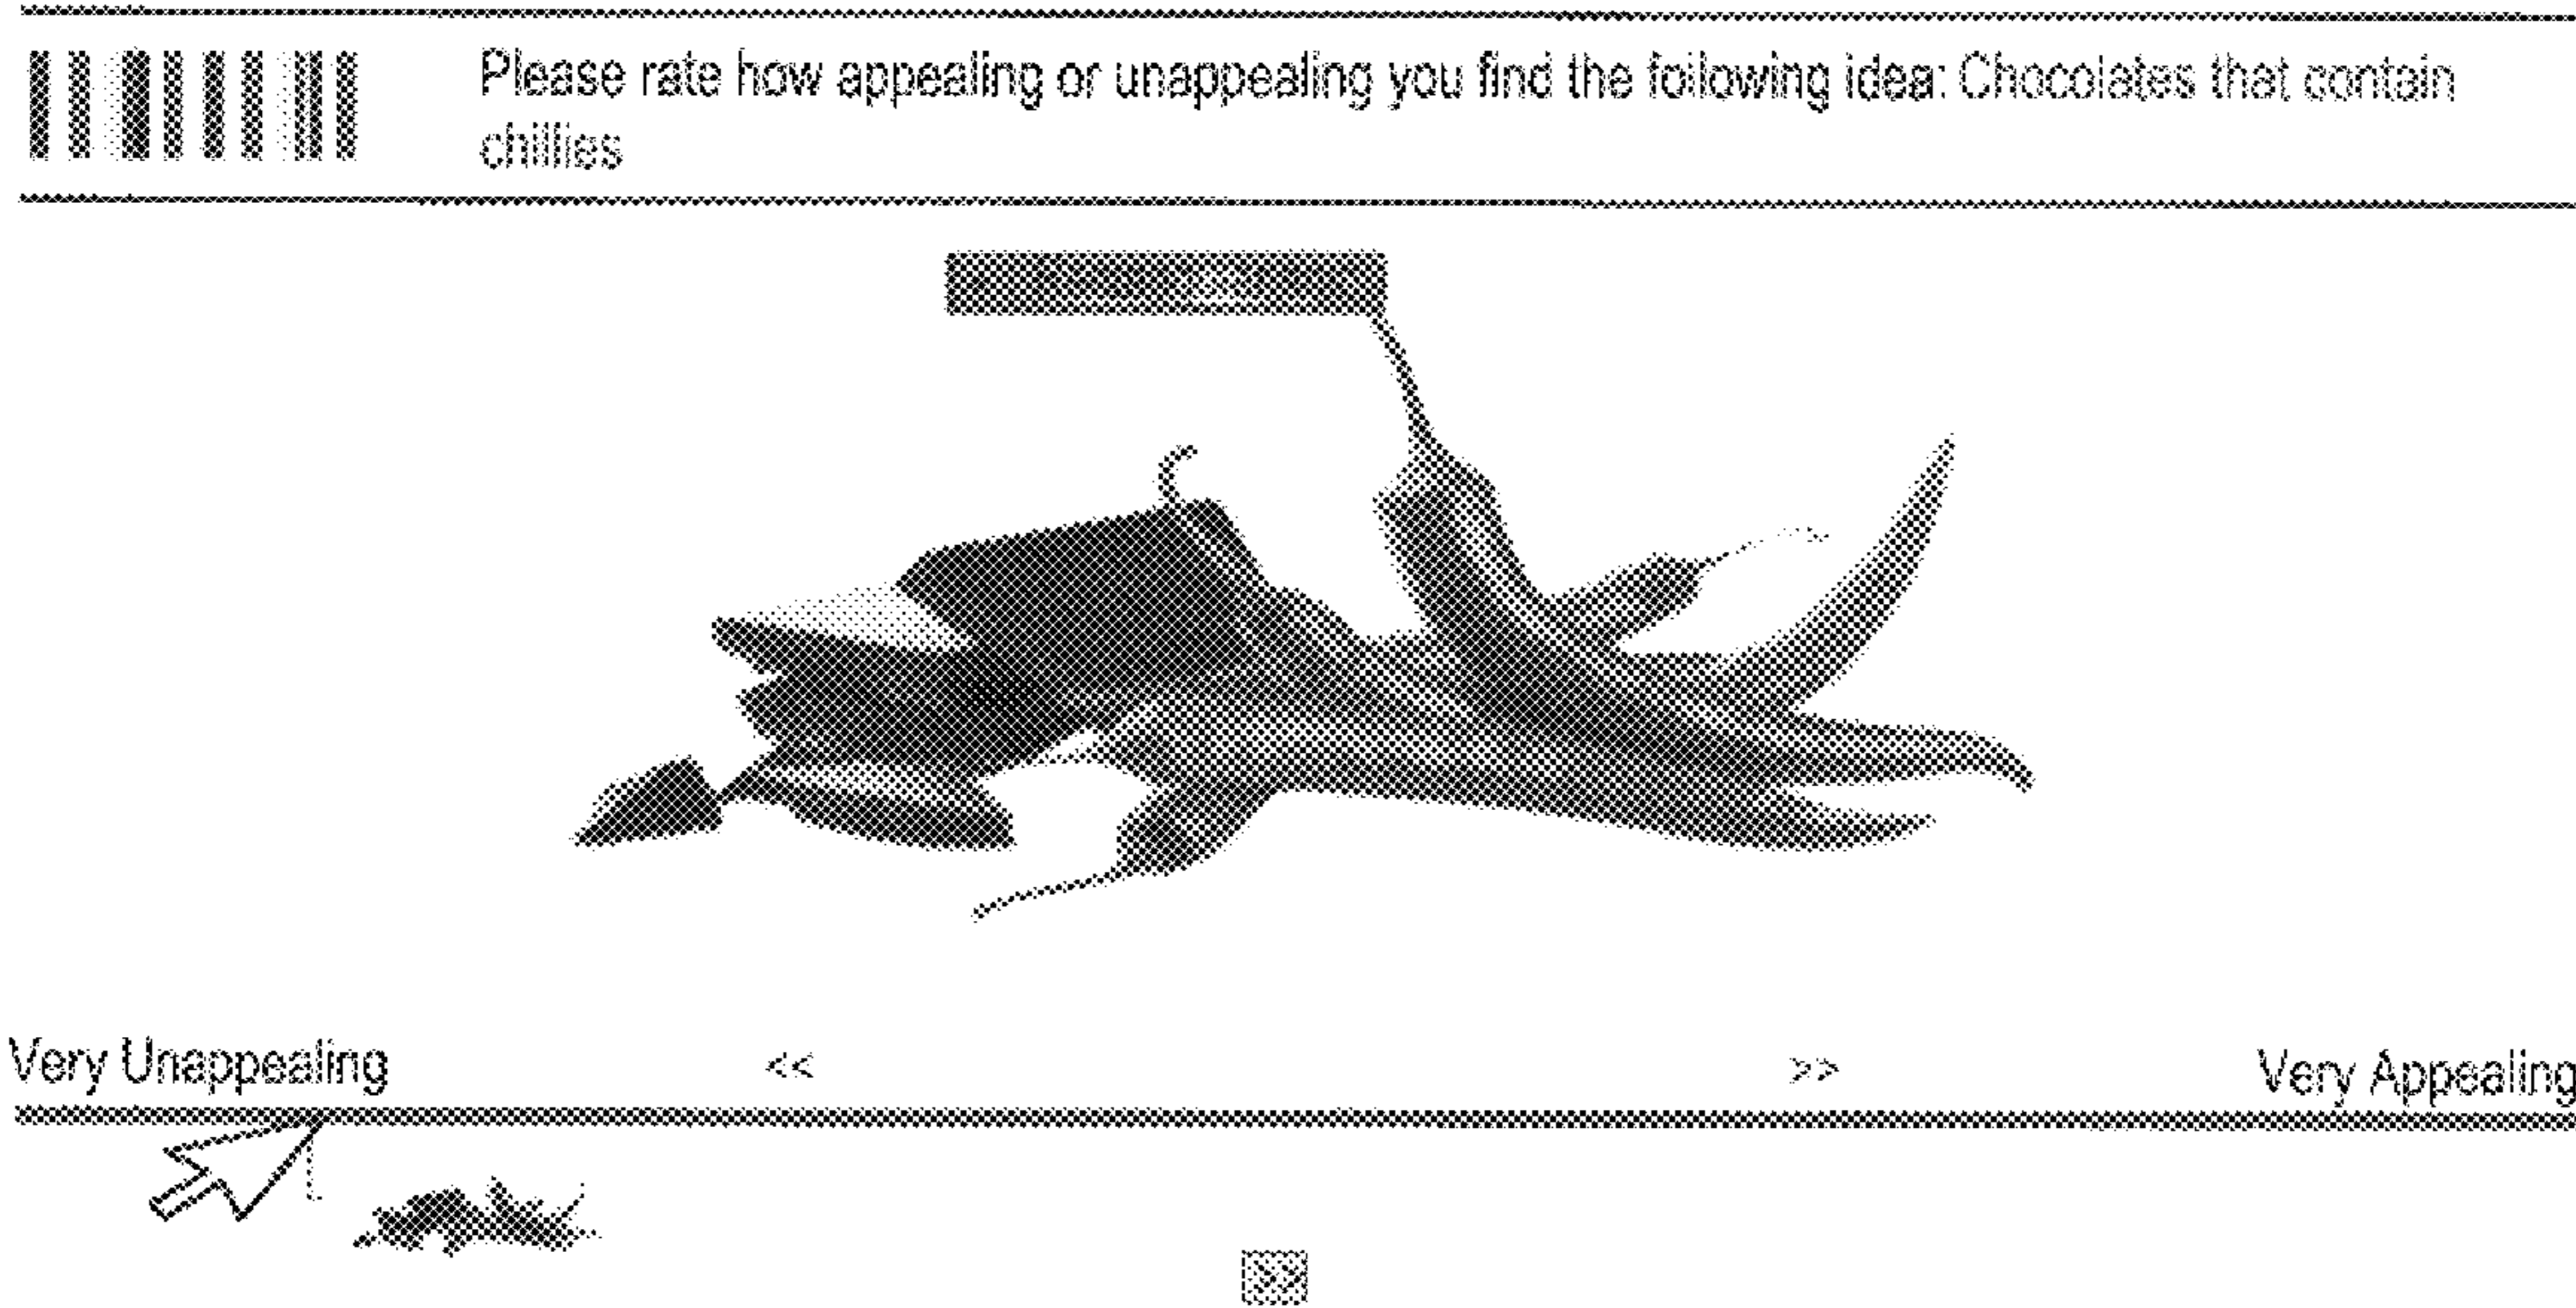 Please rate how appealing or unappealing you find the following idea: Chocolates that contain
chillies
Very Unappealing << >> Very Appealing
>>